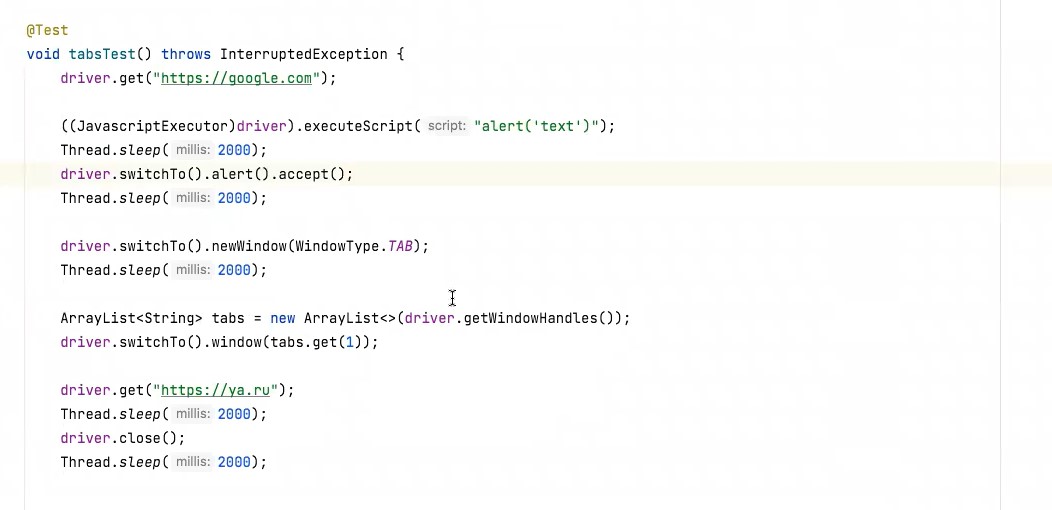 @Test
void tabsTest() throws InterruptedException {
driver.get("https://google.com");
((JavascriptExecutor)driver).executeScript( script: "alert('text')");
Thread.sleep( millis: 2000);
driver.switchTo().alert().accept();
Thread.sleep( millis: 2000);
driver.switchTo().newWindow(WindowType.TAB);
Thread.sleep( millis: 2000);
ArrayList<String> tabs = new ArrayList<>(driver.getWindowHandles());
driver.switchTo().window(tabs.get(1));
driver.get("https://ya.ru");
Thread.sleep( millis: 2000);
driver.close();
Thread.sleep( millis: 2000);